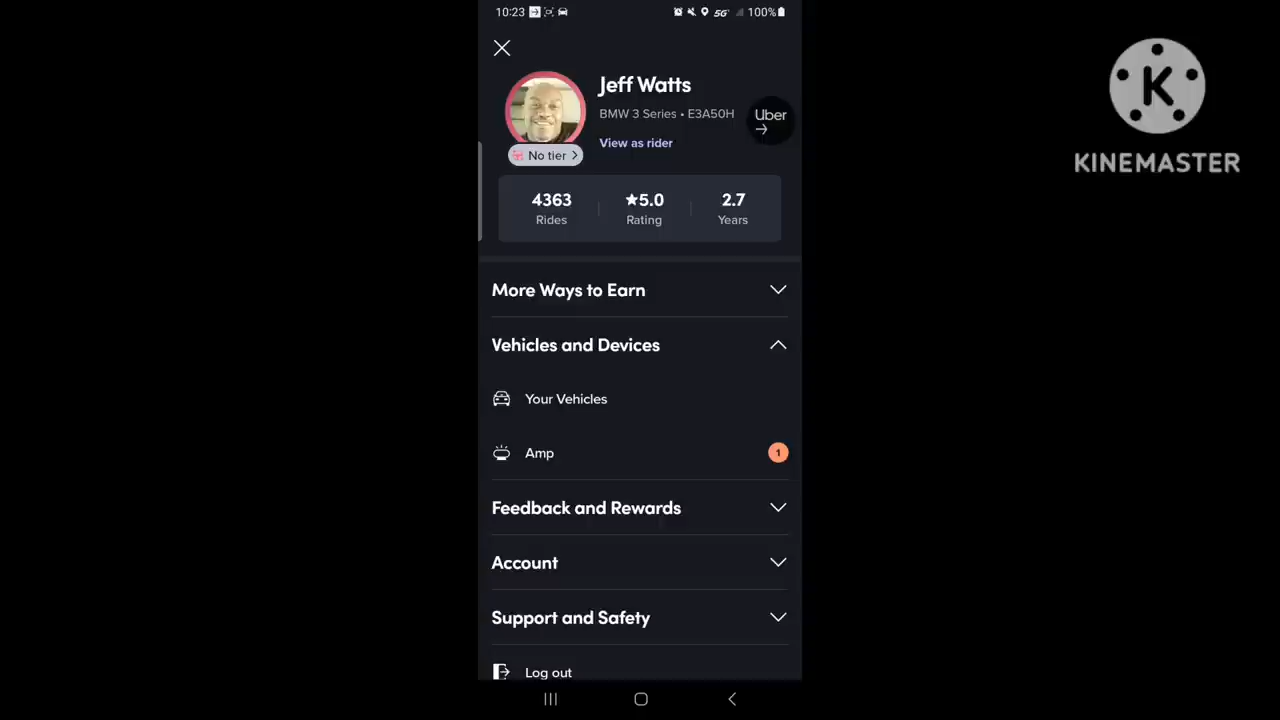 10:23
5G
100%
Jeff Watts
BMW 3 Series • E3A50H
Uber
View as rider
No tier
4363
★5.0
2.7
Rides
Rating
Years
More Ways to Earn
Vehicles and Devices
Your Vehicles
Amp
1
Feedback and Rewards
Account
Support and Safety
Log out
K
KINEMASTER